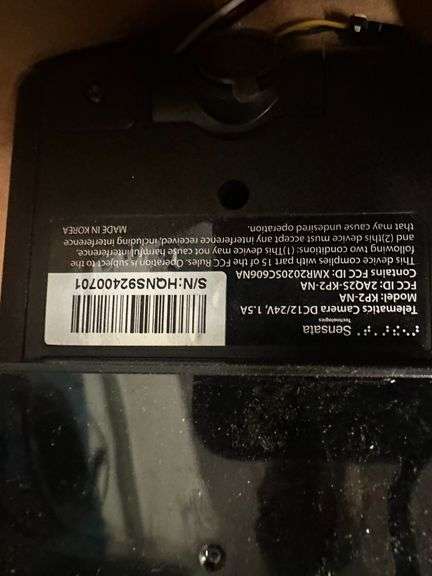 Sensata
Technologies
Telematics Camera DC12/24V, 1.5A
Model: KP2-NA
FCC ID: 2AQ2S-KP2-NA
Contains FCC ID: XMR2020SC606NA
S/N:HQNS92400701
This device complies with part 15 of the FCC Rules. Operation is subject to the
following two conditions: (1)This device may not cause harmful interference,
and (2)this device must accept any interference received,including interference
that may cause undesired operation.
MADE IN KOREA